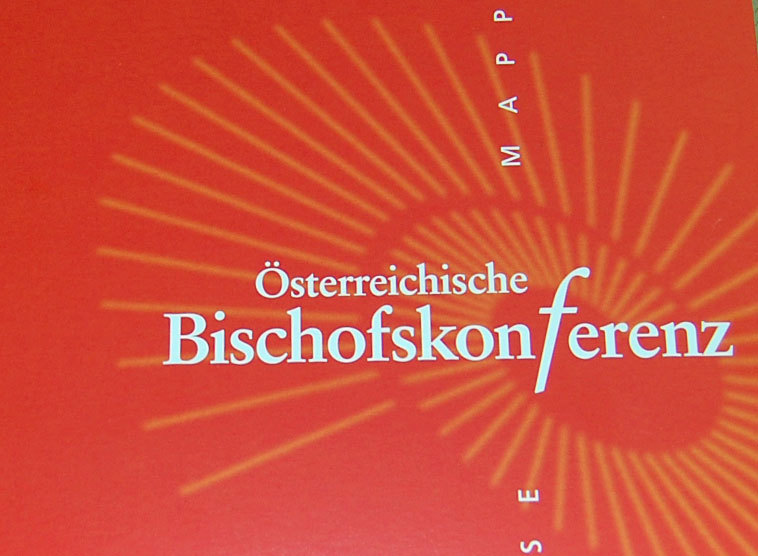 Österreichische
Bischofskonferenz
SE MAPP